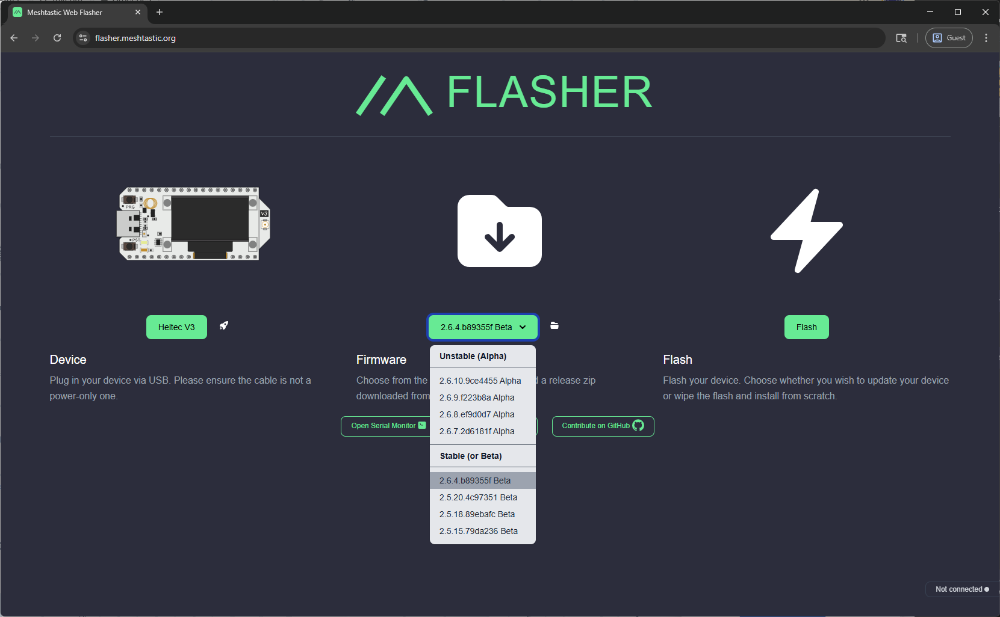 Meshtastic Web Flasher
flasher.meshtastic.org
Guest
FLASHER
PRG
V3
PST
Heltec V3
2.6.4.b89355f Beta
Flash
Device
Plug in your device via USB. Please ensure the cable is not a
power-only one.
Firmware
Choose from the
d a release zip
downloaded from
Flash
Flash your device. Choose whether you wish to update your device
or wipe the flash and install from scratch.
Unstable (Alpha)
2.6.10.9ce4455 Alpha
2.6.9.f223b8a Alpha
2.6.8.ef9d0d7 Alpha
2.6.7.2d6181f Alpha
Stable (or Beta)
2.6.4.b89355f Beta
2.5.20.4c97351 Beta
2.5.18.89ebafc Beta
2.5.15.79da236 Beta
Open Serial Monitor
Contribute on GitHub
Not connected